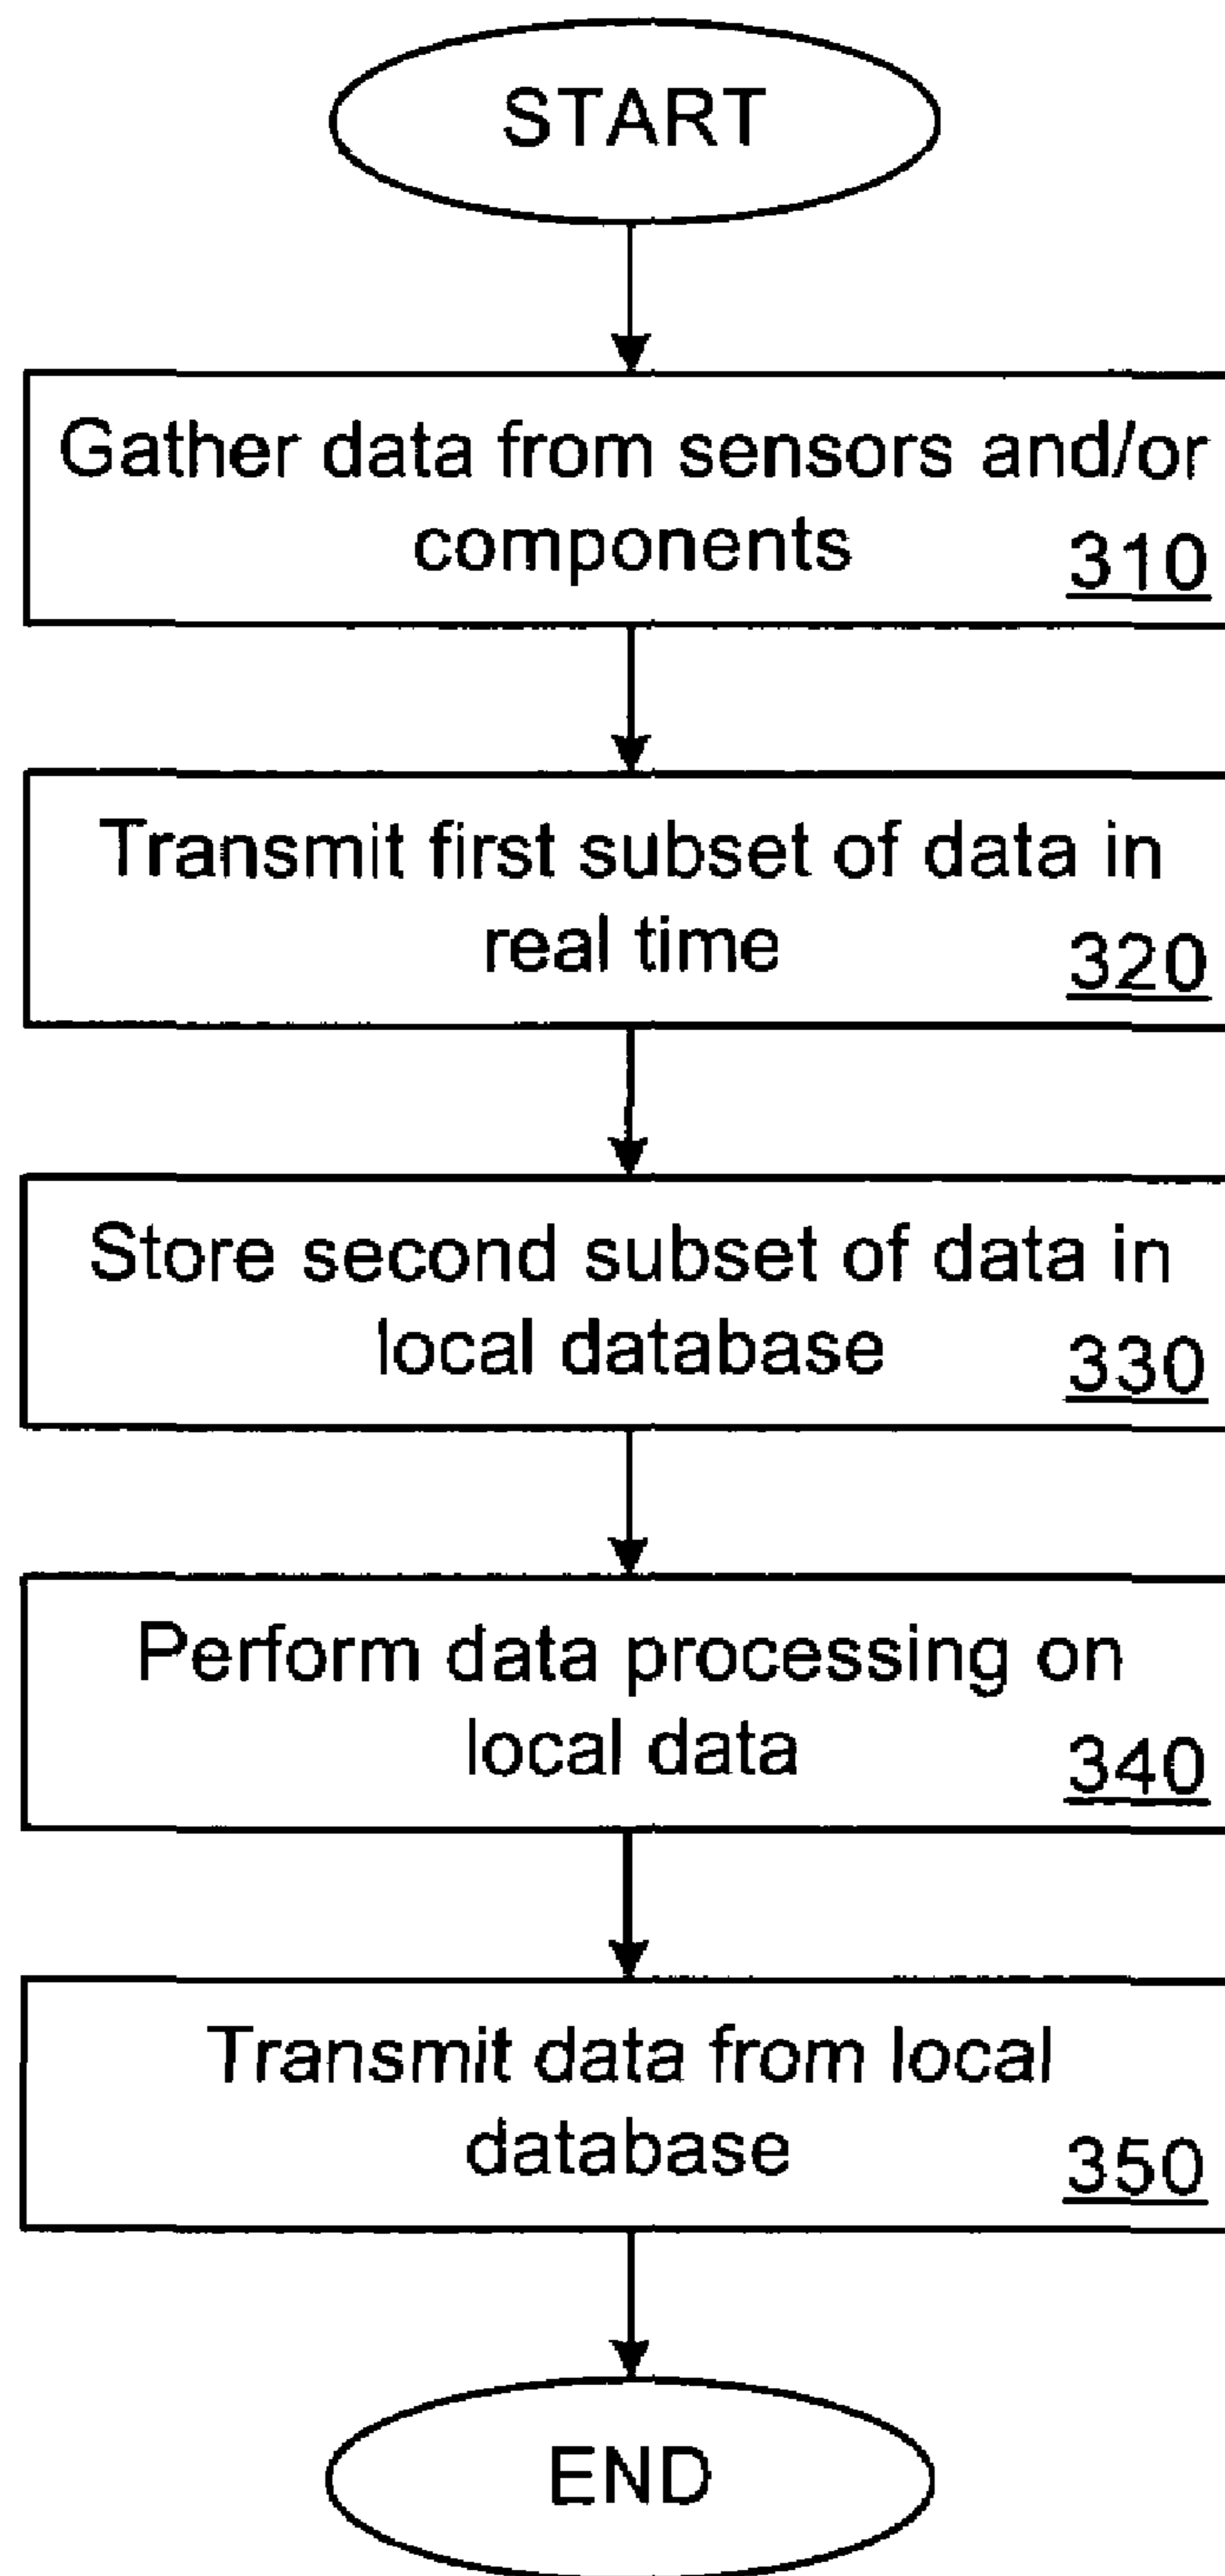 START
Gather data from sensors and/or
components
310
Transmit first subset of data in
real time
320
Store second subset of data in
local database
330
Perform data processing on
local data
340
Transmit data from local
database
350
END